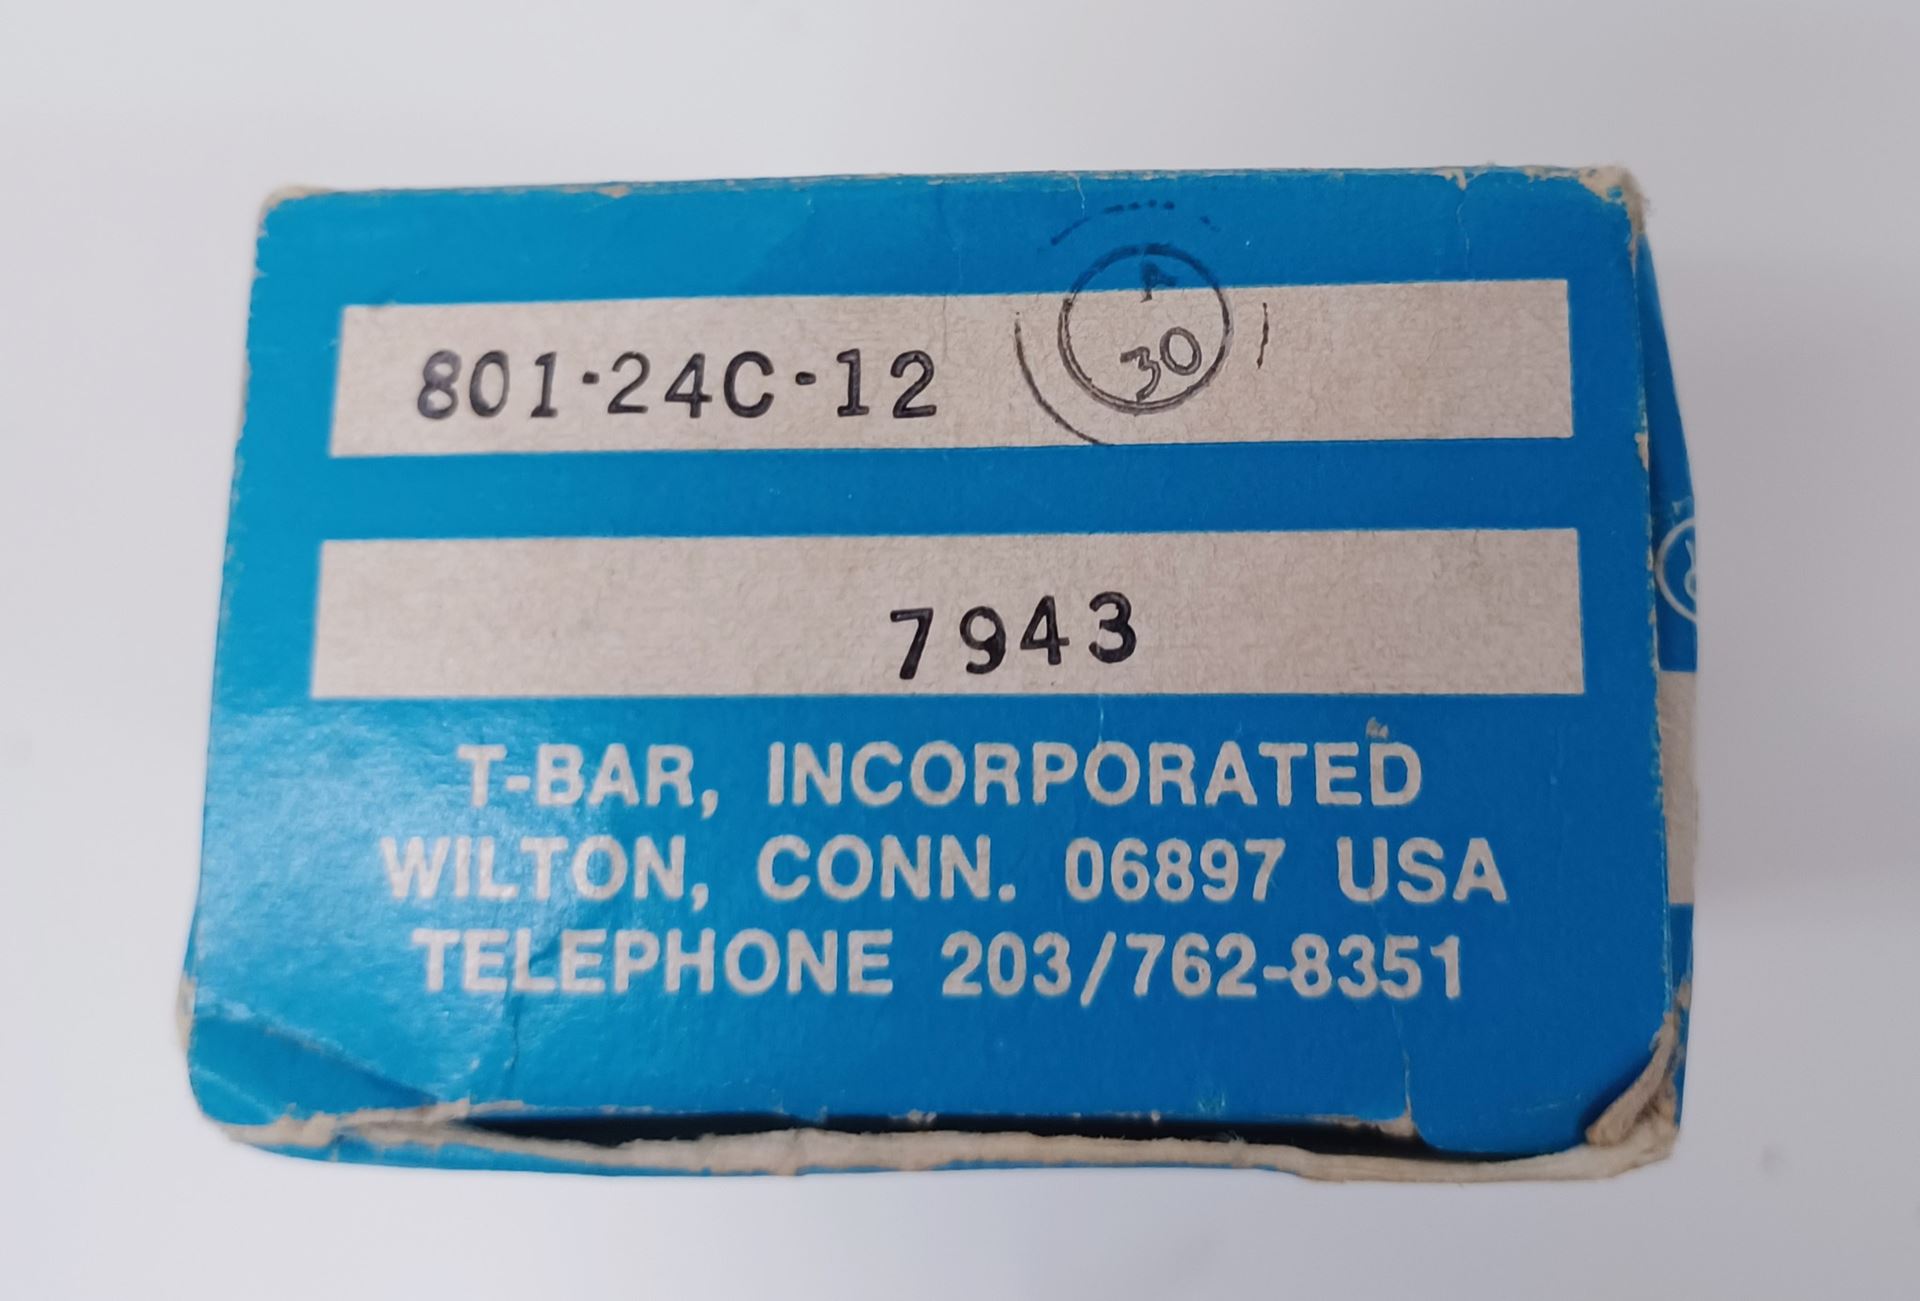 801-24C-12
A
30
7943
T-BAR, INCORPORATED
WILTON, CONN. 06897 USA
TELEPHONE 203/762-8351